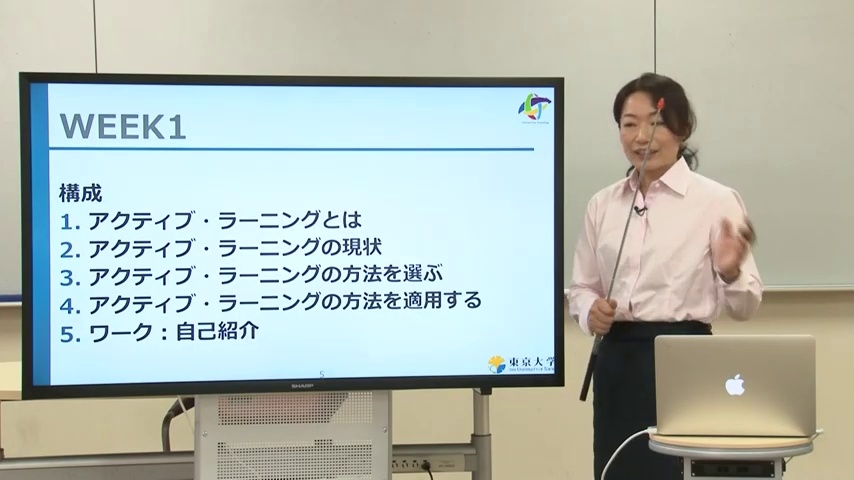 WEEK1
構成
1. アクティブ・ラーニングとは
2. アクティブ・ラーニングの現状
3. アクティブ・ラーニングの方法を選ぶ
4. アクティブ・ラーニングの方法を適用する
5. ワーク：自己紹介
5
東京大学
SHARP